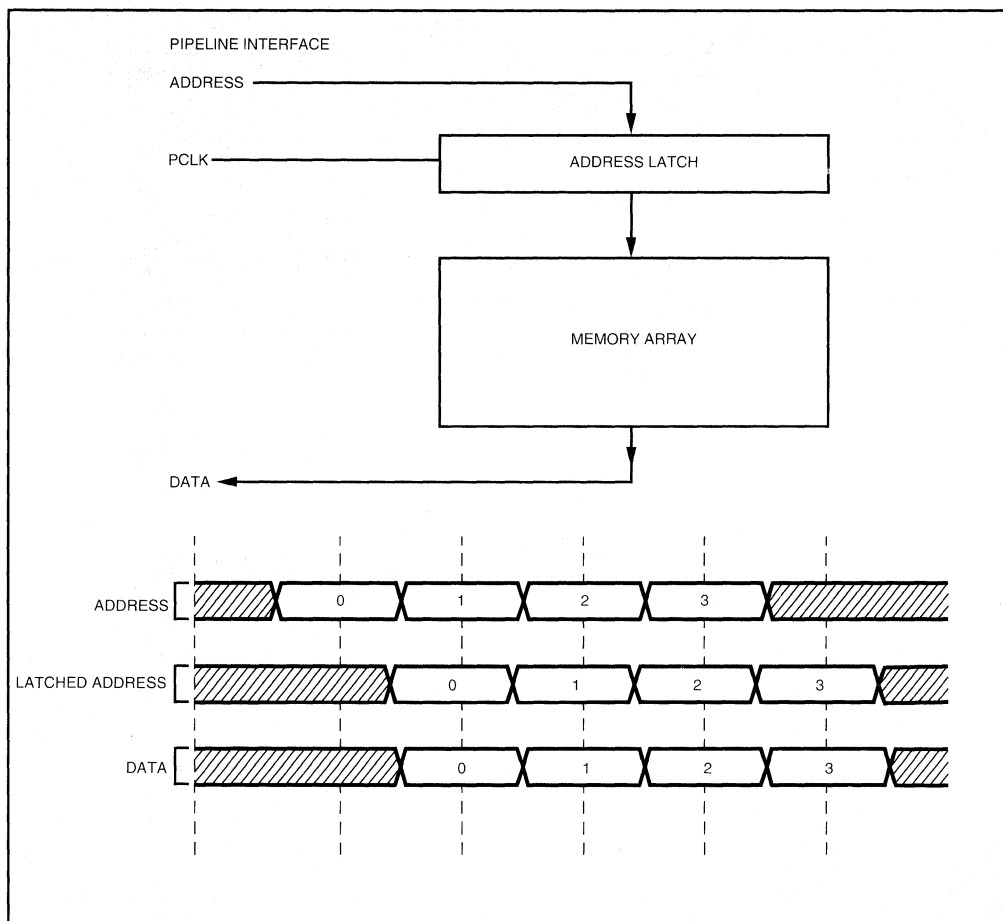 PIPELINE INTERFACE
ADDRESS
PCLK
ADDRESS LATCH
MEMORY ARRAY
DATA
ADDRESS 0 1 2 3
LATCHED ADDRESS 0 1 2 3
DATA 0 1 2 3